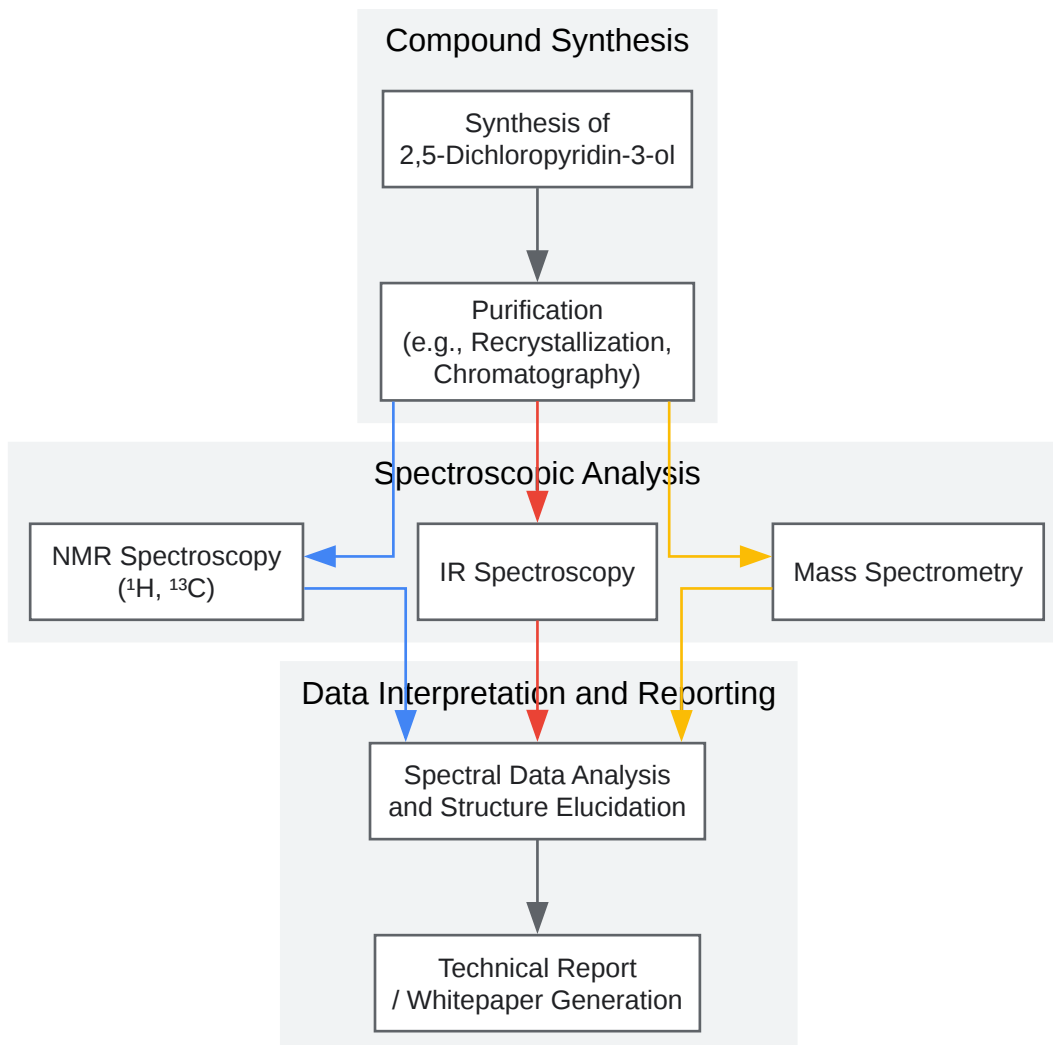 Compound Synthesis
Synthesis of
2,5-Dichloropyridin-3-ol
Purification
(e.g., Recrystallization,
Chromatography)
Spectroscopic Analysis
NMR Spectroscopy
(¹H, ¹³C)
IR Spectroscopy
Mass Spectrometry
Data Interpretation and Reporting
Spectral Data Analysis
and Structure Elucidation
Technical Report
/ Whitepaper Generation